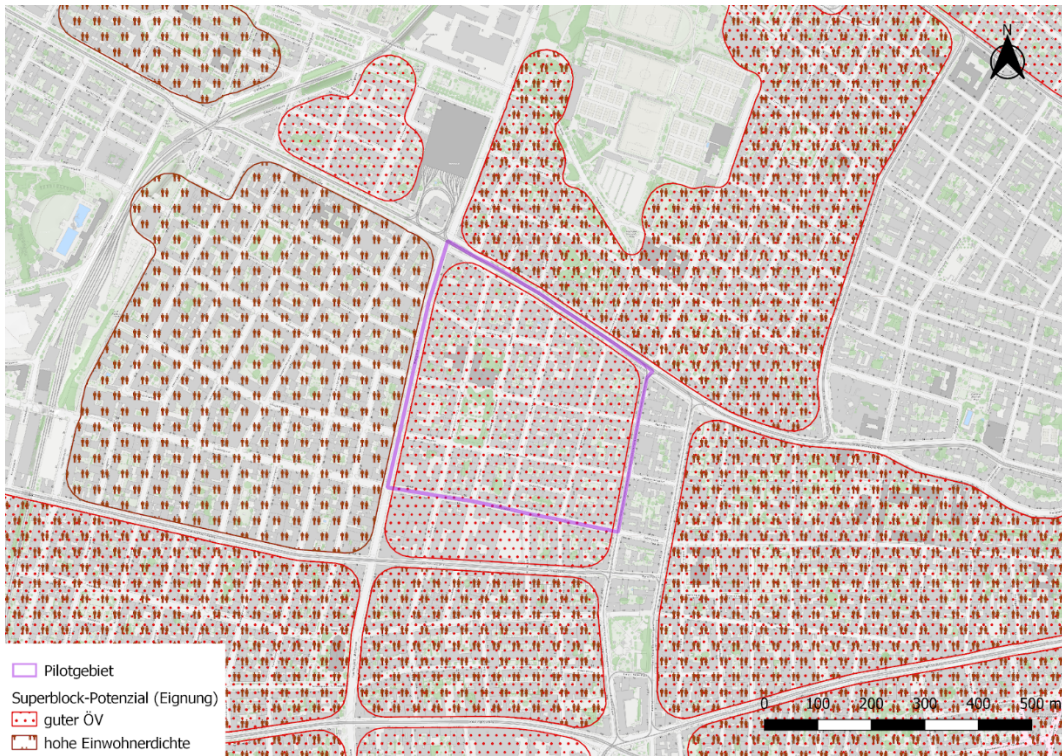 N
Pilotgebiet
Superblock-Potenzial (Eignung)
guter ÖV
hohe Einwohnerdichte
0 100 200 300 400 500 m